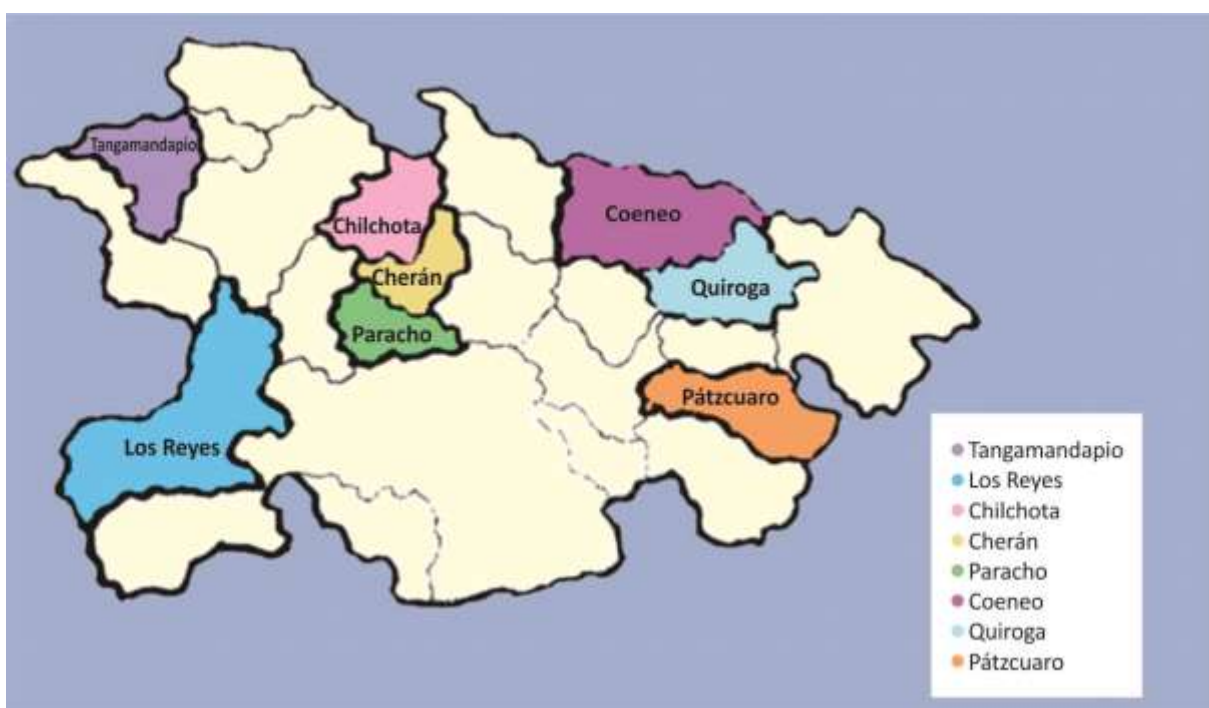 Tangamandapio
Chilchota
Coeneo
Cherán
Quiroga
Paracho
Pátzcuaro
Los Reyes
Tangamandapio
Los Reyes
Chilchota
Cherán
Paracho
Coeneo
Quiroga
Pátzcuaro